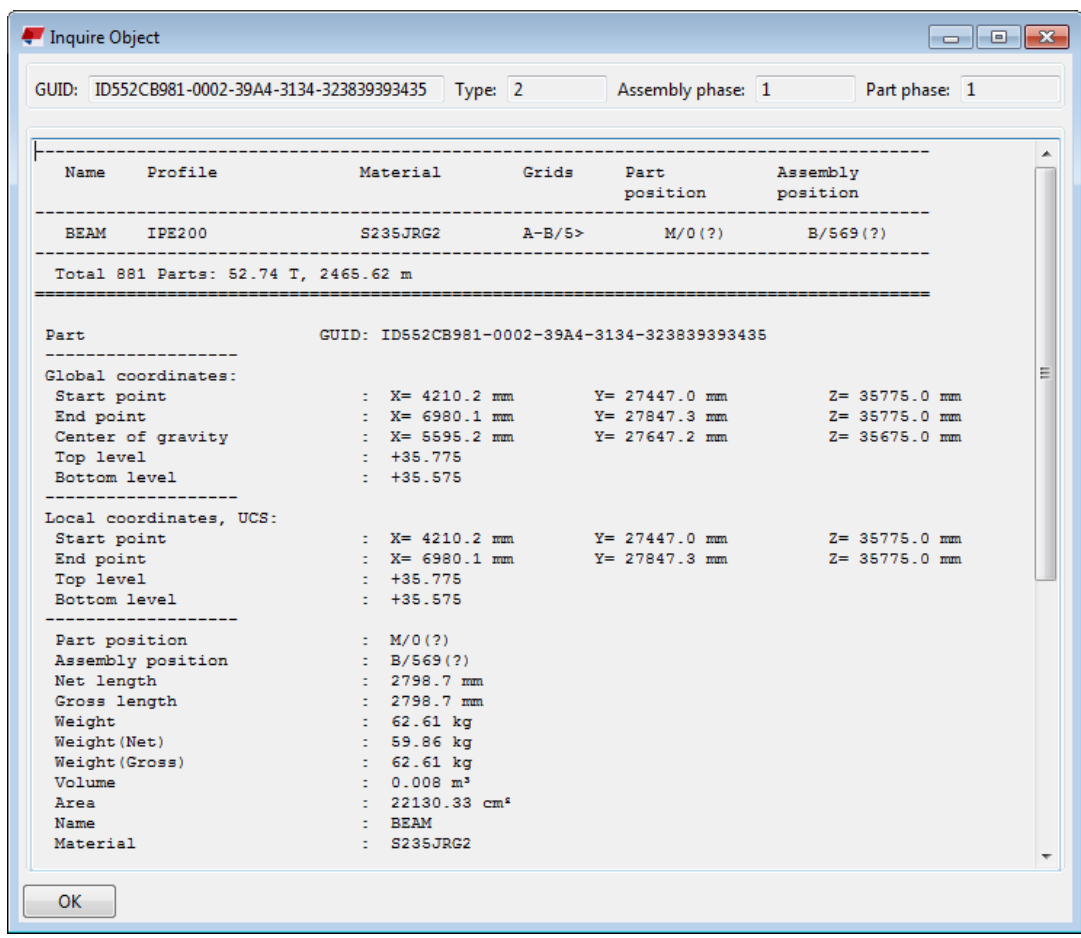 Inquire Object
GUID: ID552CB981-0002-39A4-3134-323839393435 Type: 2 Assembly phase: 1 Part phase: 1
Name Profile Material Grids Part Assembly
position position
BEAM IPE200 S235JRG2 A-B/5> M/0(?) B/569(?)
Total 881 Parts: 52.74 T, 2465.62 m
Part GUID: ID552CB981-0002-39A4-3134-323839393435
Global coordinates:
Start point : X= 4210.2 mm Y= 27447.0 mm Z= 35775.0 mm
End point : X= 6980.1 mm Y= 27847.3 mm Z= 35775.0 mm
Center of gravity : X= 5595.2 mm Y= 27647.2 mm Z= 35675.0 mm
Top level : +35.775
Bottom level : +35.575
Local coordinates, UCS:
Start point : X= 4210.2 mm Y= 27447.0 mm Z= 35775.0 mm
End point : X= 6980.1 mm Y= 27847.3 mm Z= 35775.0 mm
Top level : +35.775
Bottom level : +35.575
Part position : M/0(?)
Assembly position : B/569(?)
Net length : 2798.7 mm
Gross length : 2798.7 mm
Weight : 62.61 kg
Weight(Net) : 59.86 kg
Weight(Gross) : 62.61 kg
Volume : 0.008 m³
Area : 22130.33 cm²
Name : BEAM
Material : S235JRG2
OK